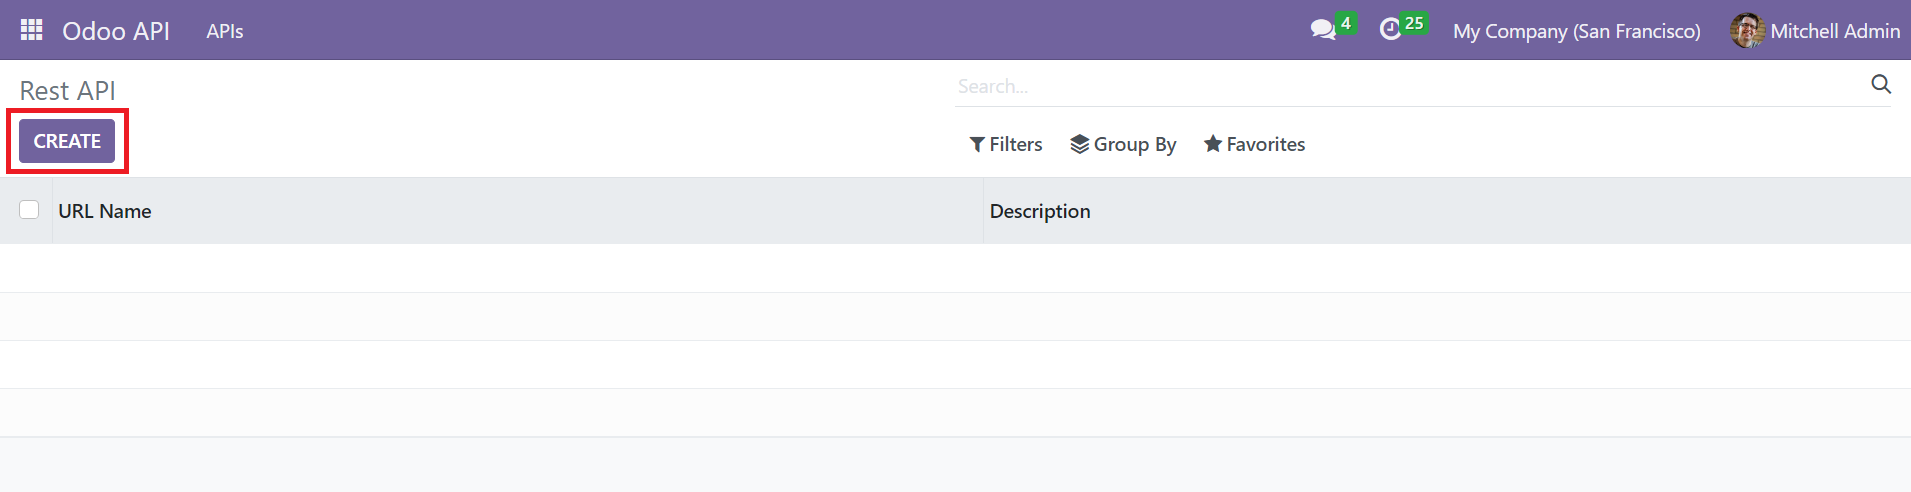 Odoo API APIs 4 25 My Company (San Francisco) Mitchell Admin
Rest API Search...
CREATE Filters Group By Favorites
URL Name Description